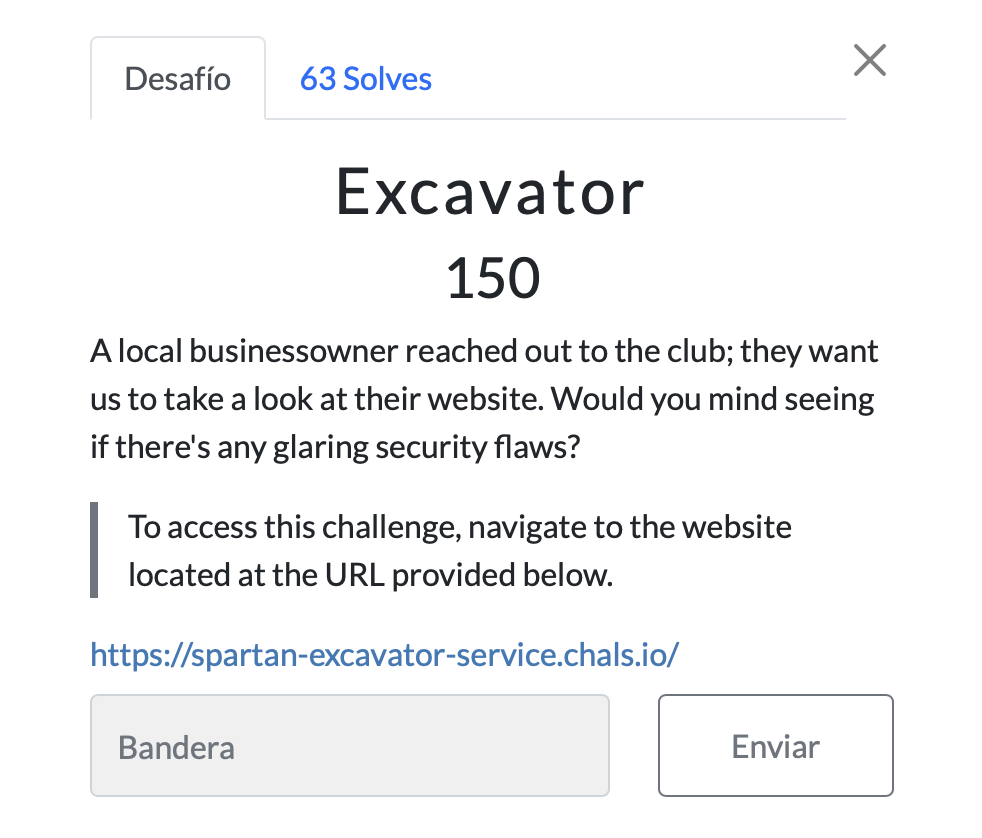 Desafío
63 Solves
Excavator
150
A local businessowner reached out to the club; they want
us to take a look at their website. Would you mind seeing
if there's any glaring security flaws?
To access this challenge, navigate to the website
located at the URL provided below.
https://spartan-excavator-service.chals.io/
Bandera
Enviar